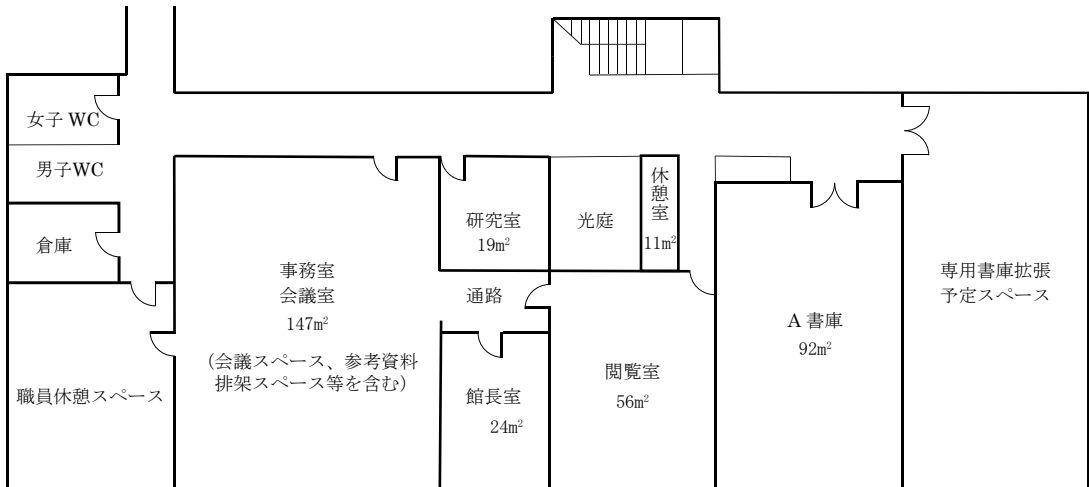 女子 WC
男子WC
倉庫
職員休憩スペース
事務室
会議室
147m²
(会議スペース、参考資料
排架スペース等を含む)
研究室
19m²
通路
館長室
24m²
光庭
休憩室
11m²
閲覧室
56m²
A 書庫
92m²
専用書庫拡張
予定スペース